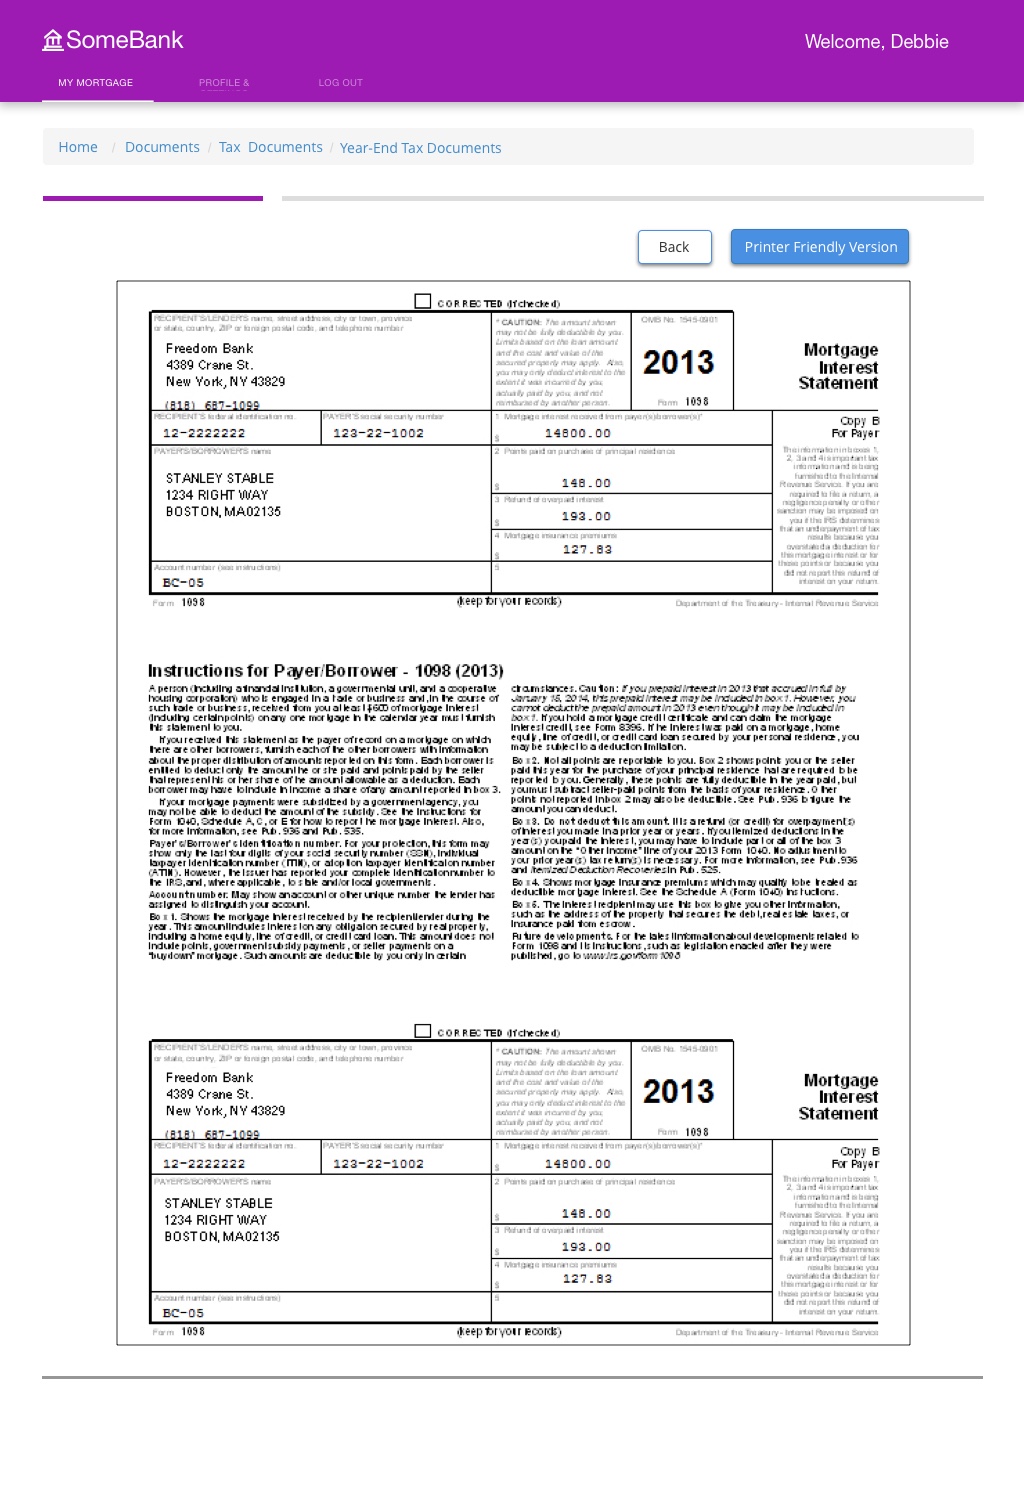 SomeBank
Welcome, Debbie
MY MORTGAGE
PROFILE &
LOG OUT
Home / Documents / Tax Documents / Year-End Tax Documents
Back
Printer Friendly Version
CORRECTED (if checked)
RECIPIENT'S/LENDER'S name, street address, city or town, province
or state, country, ZIP or foreign postal code, and telephone number
Freedom Bank
4389 Crane St.
New York, NY 43829
(818) 687-1099
* CAUTION: The amount shown
may not be fully deductible by you.
Limits based on the loan amount
and the cost and value of the
secured property may apply. Also,
you may only deduct interest to the
extent it was incurred by you,
actually paid by you, and not
reimbursed by another person.
OMB No. 1545-0901
2013
Form 1098
Mortgage
Interest
Statement
RECIPIENT'S federal identification no.
12-2222222
PAYER'S social security number
123-22-1002
1 Mortgage interest received from payer(s)/borrower(s)*
$ 14800.00
Copy B
For Payer
PAYER'S/BORROWER'S name
STANLEY STABLE
1234 RIGHT WAY
BOSTON, MA02135
2 Points paid on purchase of principal residence
$ 148.00
3 Refund of overpaid interest
$ 193.00
4 Mortgage insurance premiums
$ 127.83
The information in boxes 1,
2, 3 and 4 is important tax
information and is being
furnished to the Internal
Revenue Service. If you are
required to file a return, a
negligence penalty or other
sanction may be imposed on
you if the IRS determines
that an underpayment of tax
results because you
overstated a deduction for
this mortgage interest or for
these points or because you
did not report this refund of
interest on your return.
Account number (see instructions)
BC-05
5
Form 1098
(keep for your records)
Department of the Treasury - Internal Revenue Service
Instructions for Payer/Borrower - 1098 (2013)
A person (including a financial institution, a governmental unit, and a cooperative
housing corporation) who is engaged in a trade or business and, in the course of
such trade or business, received from you at least $600 of mortgage interest
(including certain points) on any one mortgage in the calendar year must furnish
this statement to you.
If you received this statement as the payer of record on a mortgage on which
there are other borrowers, furnish each of the other borrowers with information
about the proper distribution of amounts reported on this form. Each borrower is
entitled to deduct only the amount he or she paid and points paid by the seller
that represent his or her share of the amount allowable as a deduction. Each
borrower may have to include in income a share of any amount reported in box 3.
If your mortgage payments were subsidized by a government agency, you
may not be able to deduct the amount of the subsidy. See the instructions for
Form 1040, Schedule A, C, or E for how to report the mortgage interest. Also,
for more information, see Pub. 936 and Pub. 535.
Payer's/Borrower's identification number. For your protection, this form may
show only the last four digits of your social security number (SSN), individual
taxpayer identification number (ITIN), or adoption taxpayer identification number
(ATIN). However, the issuer has reported your complete identification number to
the IRS, and, where applicable, to state and/or local governments.
Account number. May show an account or other unique number the lender has
assigned to distinguish your account.
Box 1. Shows the mortgage interest received by the recipient/lender during the
year. This amount includes interest on any obligation secured by real property,
including a home equity, line of credit, or credit card loan. This amount does not
include points, government subsidy payments, or seller payments on a
"buydown" mortgage. Such amounts are deductible by you only in certain
circumstances. Caution: If you prepaid interest in 2013 that accrued in full by
January 15, 2014, this prepaid interest may be included in box 1. However, you
cannot deduct the prepaid amount in 2013 even though it may be included in
box 1. If you hold a mortgage credit certificate and can claim the mortgage
interest credit, see Form 8396. If the interest was paid on a mortgage, home
equity, line of credit, or credit card loan secured by your personal residence, you
may be subject to a deduction limitation.
Box 2. Not all points are reportable to you. Box 2 shows points you or the seller
paid this year for the purchase of your principal residence that are required to be
reported to you. Generally, these points are fully deductible in the year paid, but
you must subtract seller-paid points from the basis of your residence. Other
points not reported in box 2 may also be deductible. See Pub. 936 to figure the
amount you can deduct.
Box 3. Do not deduct this amount. It is a refund (or credit) for overpayment(s)
of interest you made in a prior year or years. If you itemized deductions in the
year(s) you paid the interest, you may have to include part or all of the box 3
amount on the "Other income" line of your 2013 Form 1040. No adjustment to
your prior year(s) tax return(s) is necessary. For more information, see Pub. 936
and Itemized Deduction Recoveries in Pub. 525.
Box 4. Shows mortgage insurance premiums which may qualify to be treated as
deductible mortgage interest. See the Schedule A (Form 1040) instructions.
Box 5. The interest recipient may use this box to give you other information,
such as the address of the property that secures the debt, real estate taxes, or
insurance paid from escrow.
Future developments. For the latest information about developments related to
Form 1098 and its instructions, such as legislation enacted after they were
published, go to www.irs.gov/form1098
CORRECTED (if checked)
RECIPIENT'S/LENDER'S name, street address, city or town, province
or state, country, ZIP or foreign postal code, and telephone number
Freedom Bank
4389 Crane St.
New York, NY 43829
(818) 687-1099
* CAUTION: The amount shown
may not be fully deductible by you.
Limits based on the loan amount
and the cost and value of the
secured property may apply. Also,
you may only deduct interest to the
extent it was incurred by you,
actually paid by you, and not
reimbursed by another person.
OMB No. 1545-0901
2013
Form 1098
Mortgage
Interest
Statement
RECIPIENT'S federal identification no.
12-2222222
PAYER'S social security number
123-22-1002
1 Mortgage interest received from payer(s)/borrower(s)*
$ 14800.00
Copy B
For Payer
PAYER'S/BORROWER'S name
STANLEY STABLE
1234 RIGHT WAY
BOSTON, MA02135
2 Points paid on purchase of principal residence
$ 148.00
3 Refund of overpaid interest
$ 193.00
4 Mortgage insurance premiums
$ 127.83
The information in boxes 1,
2, 3 and 4 is important tax
information and is being
furnished to the Internal
Revenue Service. If you are
required to file a return, a
negligence penalty or other
sanction may be imposed on
you if the IRS determines
that an underpayment of tax
results because you
overstated a deduction for
this mortgage interest or for
these points or because you
did not report this refund of
interest on your return.
Account number (see instructions)
BC-05
5
Form 1098
(keep for your records)
Department of the Treasury - Internal Revenue Service